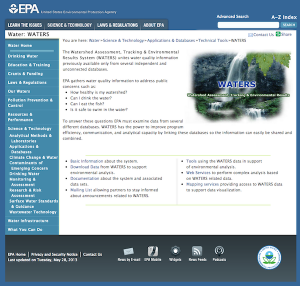 EPA
United States Environmental Protection Agency
Advanced Search
A-Z Index
LEARN THE ISSUES
SCIENCE & TECHNOLOGY
LAWS & REGULATIONS
ABOUT EPA
Water: WATERS
Contact Us
Share
You are here: Water »Science & Technology »Applications & Databases »Technical Tools »WATERS
Water Home
Drinking Water
Education & Training
Grants & Funding
Laws & Regulations
Our Waters
Pollution Prevention &
Control
Resources &
Performance
Science & Technology
Analytical Methods &
Laboratories
Applications &
Databases
Climate Change & Water
Contaminants of
Emerging Concern
Drinking Water
Monitoring &
Assessment
Research & Risk
Assessment
Surface Water Standards
& Guidance
Wastewater Technology
Water Infrastructure
What You Can Do
The Watershed Assessment, Tracking & Environmental
Results System (WATERS) unites water quality information
previously available only from several independent and
unconnected databases.
EPA gathers water quality information to address public
concerns such as:
• How healthy is my watershed?
• Can I drink the water?
• Can I eat the fish?
• Is it safe to swim in the water?
WATERS
Watershed Assessment, Tracking & Environmental Results
To answer these questions EPA must examine data from several
different databases. WATERS has the power to improve program
efficiency, communication, and analytical capacity by linking these databases so the information can easily be shared and
combined.
• Basic Information about the system.
• Download Data from WATERS to support
environmental analysis.
• Documentation about the system and associated
data sets.
• Mailing List allowing partners to stay informed
about announcements related to WATERS.
• Tools using the WATERS data in support
of environmental analysis.
• Web Services to perform complex analysis based
on WATERS related data.
• Mapping services providing access to WATERS data
to support data visualization.
EPA Home | Privacy and Security Notice | Contact Us
Last updated on Tuesday, May 28, 2013
News by E-mail
EPA Mobile
Widgets
News Feeds
Podcasts